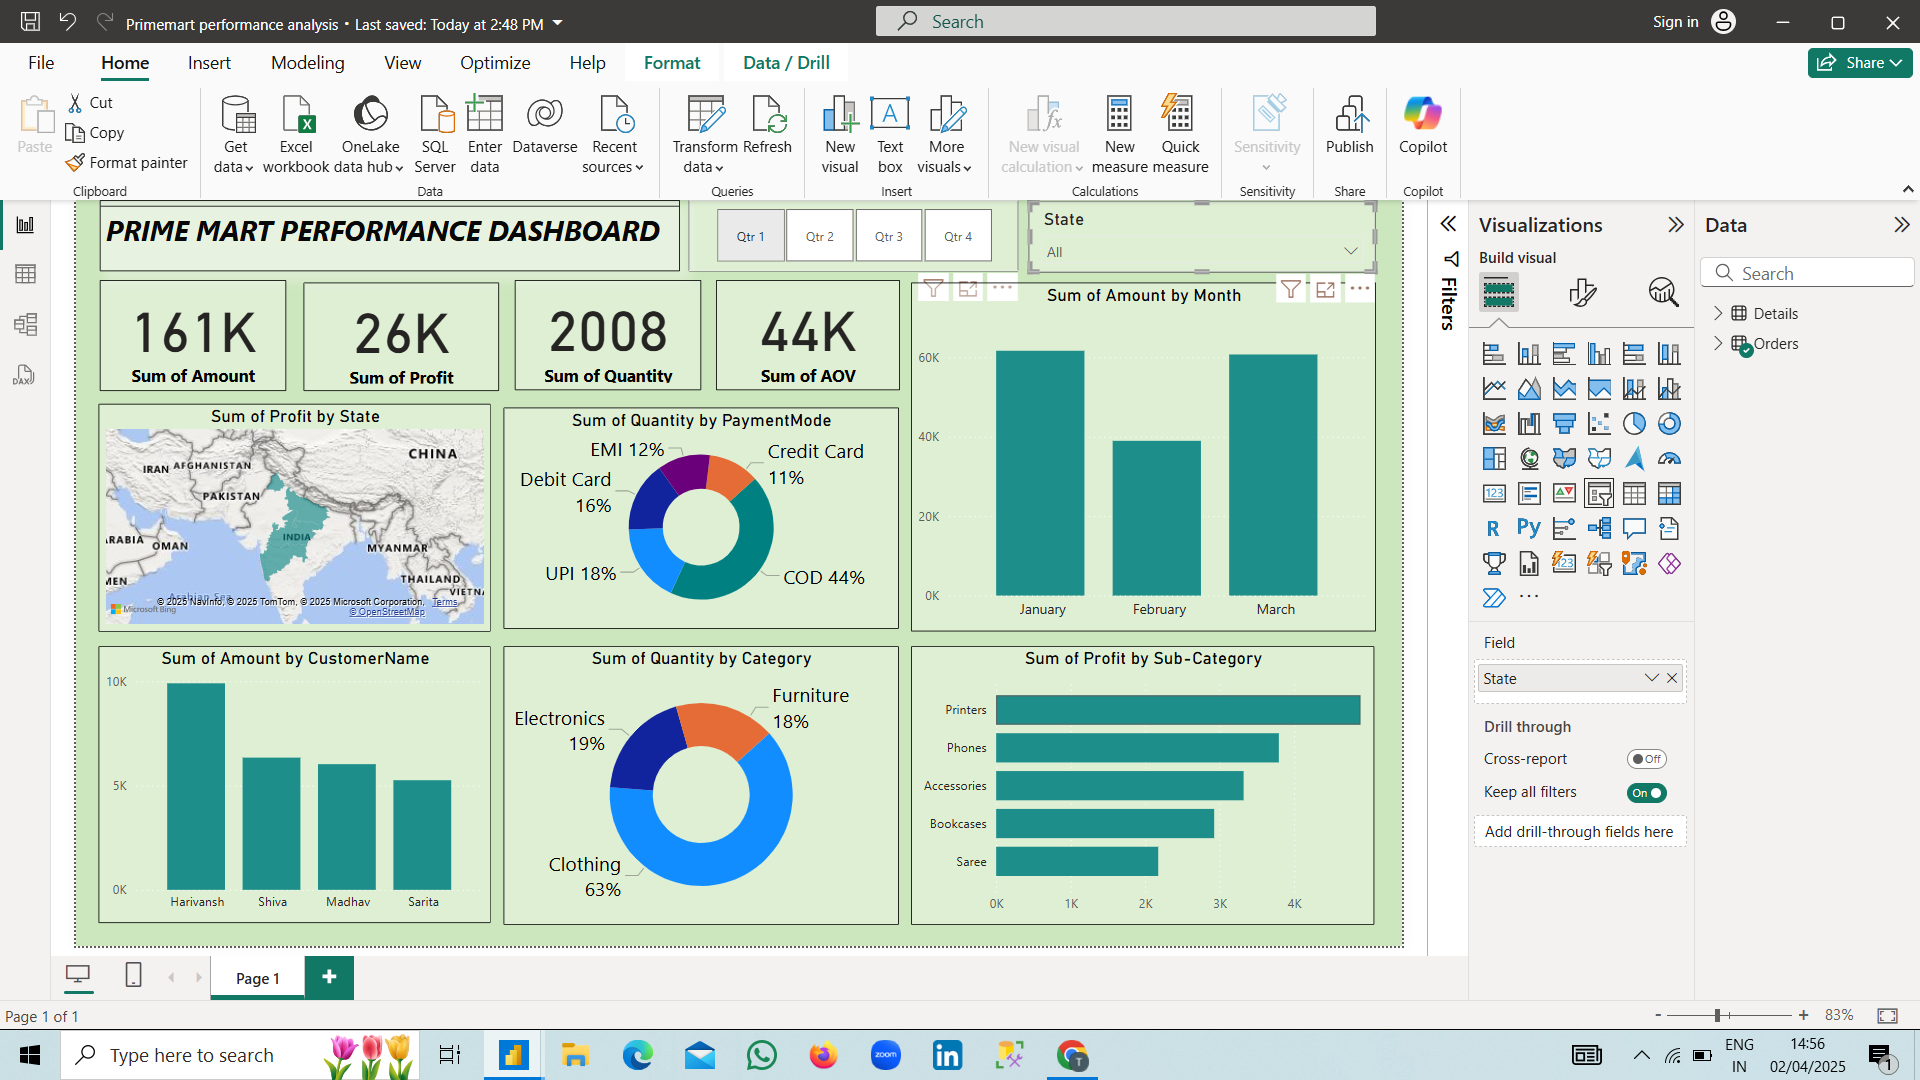 Primemart performance analysis • Last saved: Today at 2:48 PM
Search
Sign in
File
Home
Insert
Modeling
View
Optimize
Help
Format
Data / Drill
Share
Paste
Cut
Copy
Format painter
Clipboard
Get data
Excel workbook
OneLake data hub
SQL Server
Enter data
Dataverse
Recent sources
Data
Transform data
Refresh
Queries
New visual
Text box
More visuals
Insert
New visual calculation
New measure
Quick measure
Calculations
Sensitivity
Sensitivity
Publish
Share
Copilot
Copilot
PRIME MART PERFORMANCE DASHBOARD
Qtr 1
Qtr 2
Qtr 3
Qtr 4
State
All
161K
Sum of Amount
26K
Sum of Profit
2008
Sum of Quantity
44K
Sum of AOV
Sum of Amount by Month
60K
40K
20K
0K
January
February
March
Sum of Profit by State
CHINA
IRAN
AFGHANISTAN
PAKISTAN
INDIA
OMAN
MYANMAR
THAILAND
Microsoft Bing
© 2025 NavInfo, © 2025 TomTom, © 2025 Microsoft Corporation, Terms
© OpenStreetMap
Sum of Quantity by PaymentMode
EMI 12%
Credit Card
11%
Debit Card
16%
UPI 18%
COD 44%
Sum of Amount by CustomerName
10K
5K
0K
Harivansh
Shiva
Madhav
Sarita
Sum of Quantity by Category
Furniture
18%
Electronics
19%
Clothing
63%
Sum of Profit by Sub-Category
Printers
Phones
Accessories
Bookcases
Saree
0K
1K
2K
3K
4K
Filters
Visualizations
Build visual
123
R
Py
123
Field
State
Drill through
Cross-report
Off
Keep all filters
On
Add drill-through fields here
Data
Search
Details
Orders
DAX
Page 1
Page 1 of 1
- + 83%
Type here to search
zoom
T
ENG
IN
14:56
02/04/2025
1